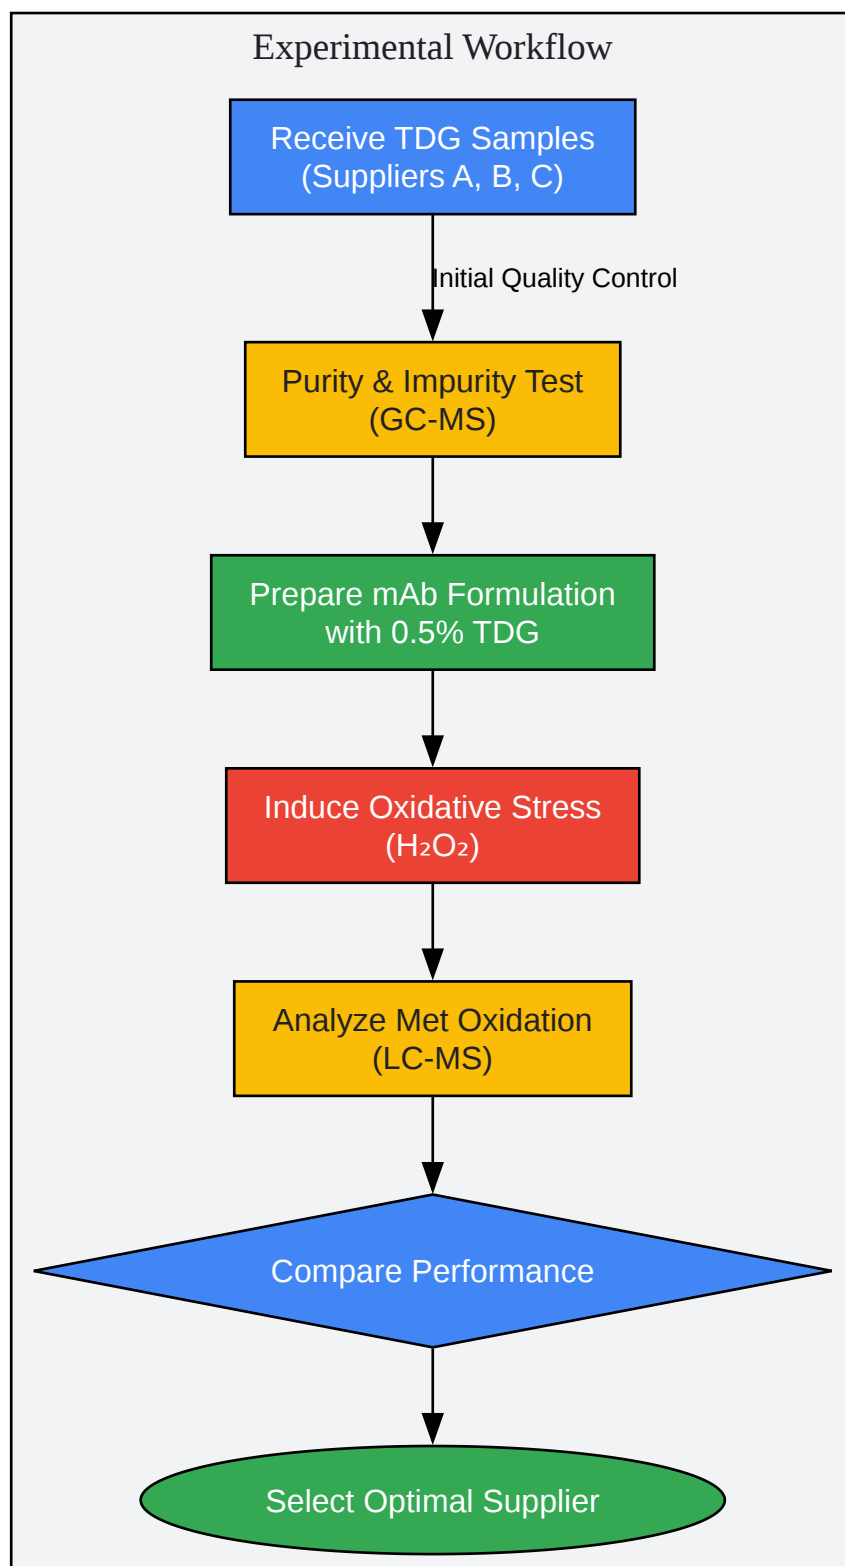 Experimental Workflow
Receive TDG Samples
(Suppliers A, B, C)
Initial Quality Control
Purity & Impurity Test
(GC-MS)
Prepare mAb Formulation
with 0.5% TDG
Induce Oxidative Stress
(H₂O₂)
Analyze Met Oxidation
(LC-MS)
Compare Performance
Select Optimal Supplier